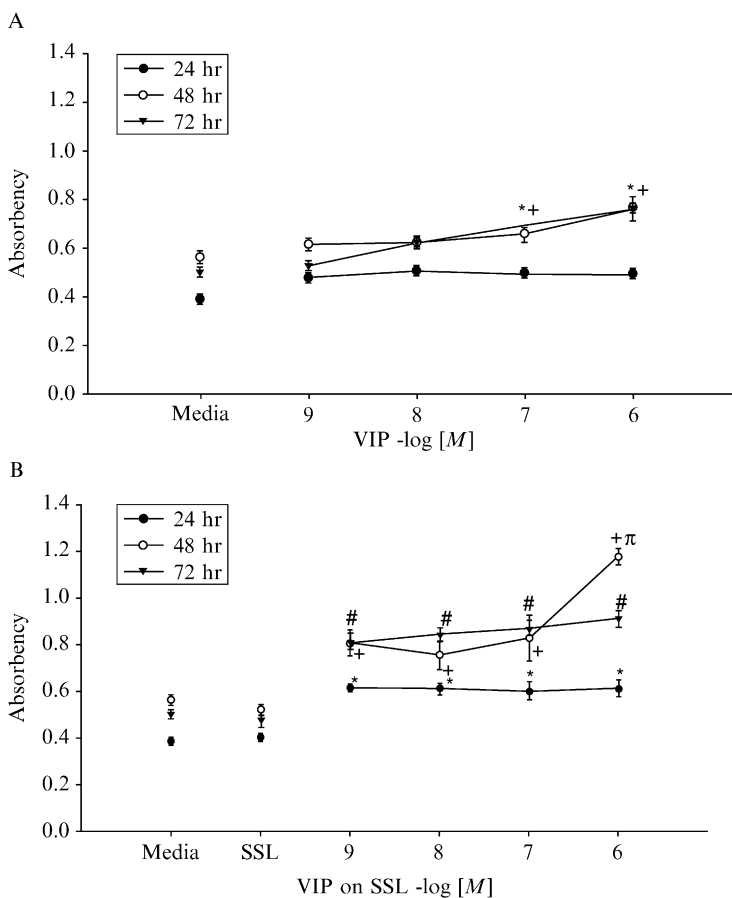 A
1.4
24 hr
48 hr
72 hr
1.2
1.0
0.8
0.6
0.4
0.2
0.0
Absorbency
*+
*+
Media 9 8 7 6
VIP -log [M]
B
1.4
24 hr
48 hr
72 hr
1.2
1.0
0.8
0.6
0.4
0.2
0.0
Absorbency
+π
# # # #
+ + +
* * * *
Media SSL 9 8 7 6
VIP on SSL -log [M]